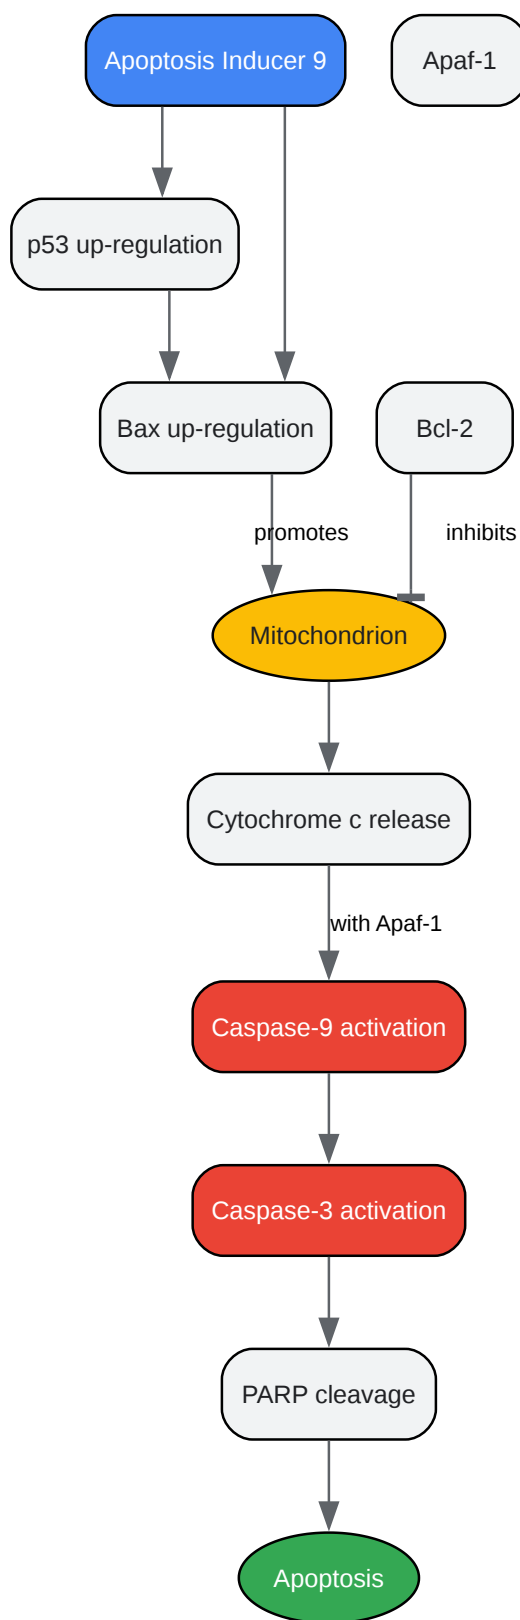 Apoptosis Inducer 9
Apaf-1
p53 up-regulation
Bax up-regulation
Bcl-2
promotes
inhibits
Mitochondrion
Cytochrome c release
with Apaf-1
Caspase-9 activation
Caspase-3 activation
PARP cleavage
Apoptosis